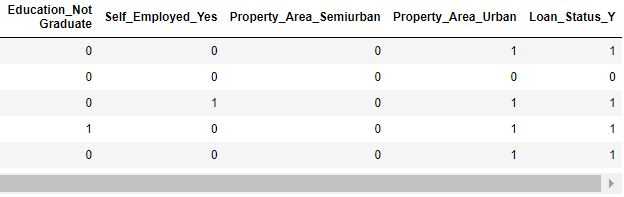 Education_Not Graduate Self_Employed_Yes Property_Area_Semiurban Property_Area_Urban Loan_Status_Y
0 0 0 1 1
0 0 0 0 0
0 1 0 1 1
1 0 0 1 1
0 0 0 1 1